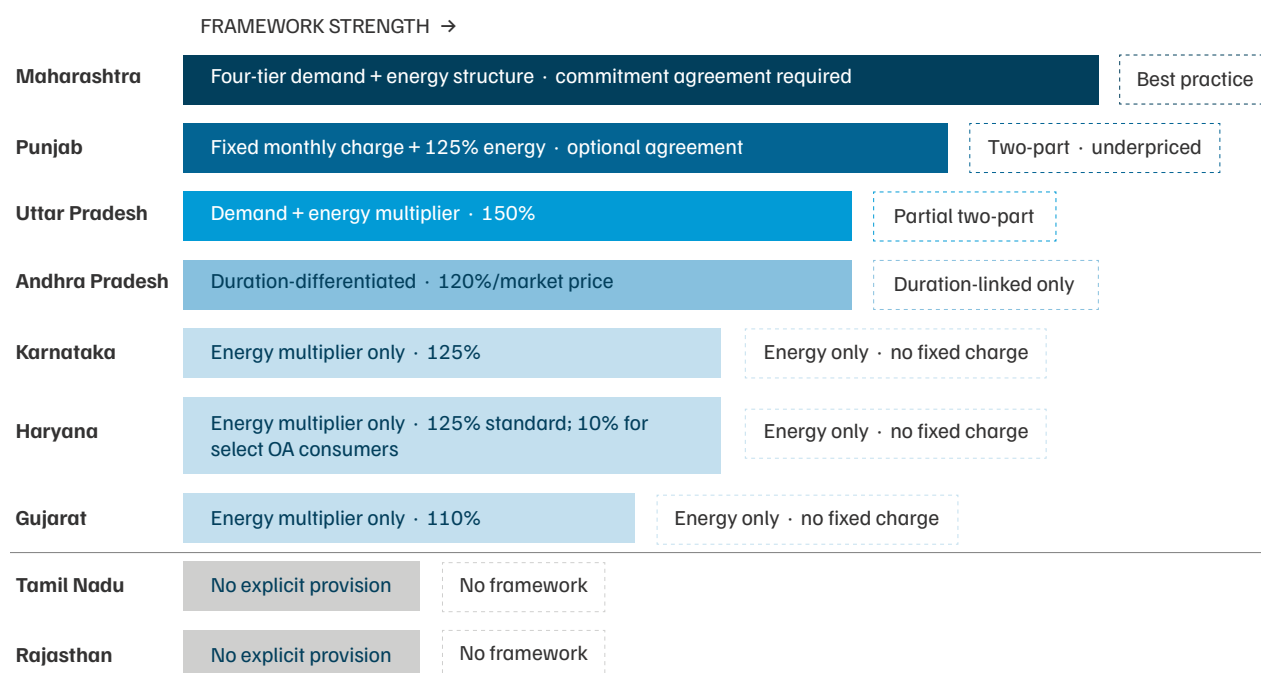 FRAMEWORK STRENGTH →
Maharashtra
Four-tier demand + energy structure · commitment agreement required
Best practice
Punjab
Fixed monthly charge + 125% energy · optional agreement
Two-part · underpriced
Uttar Pradesh
Demand + energy multiplier · 150%
Partial two-part
Andhra Pradesh
Duration-differentiated · 120%/market price
Duration-linked only
Karnataka
Energy multiplier only · 125%
Energy only · no fixed charge
Haryana
Energy multiplier only · 125% standard; 10% for
select OA consumers
Energy only · no fixed charge
Gujarat
Energy multiplier only · 110%
Energy only · no fixed charge
Tamil Nadu
No explicit provision
No framework
Rajasthan
No explicit provision
No framework